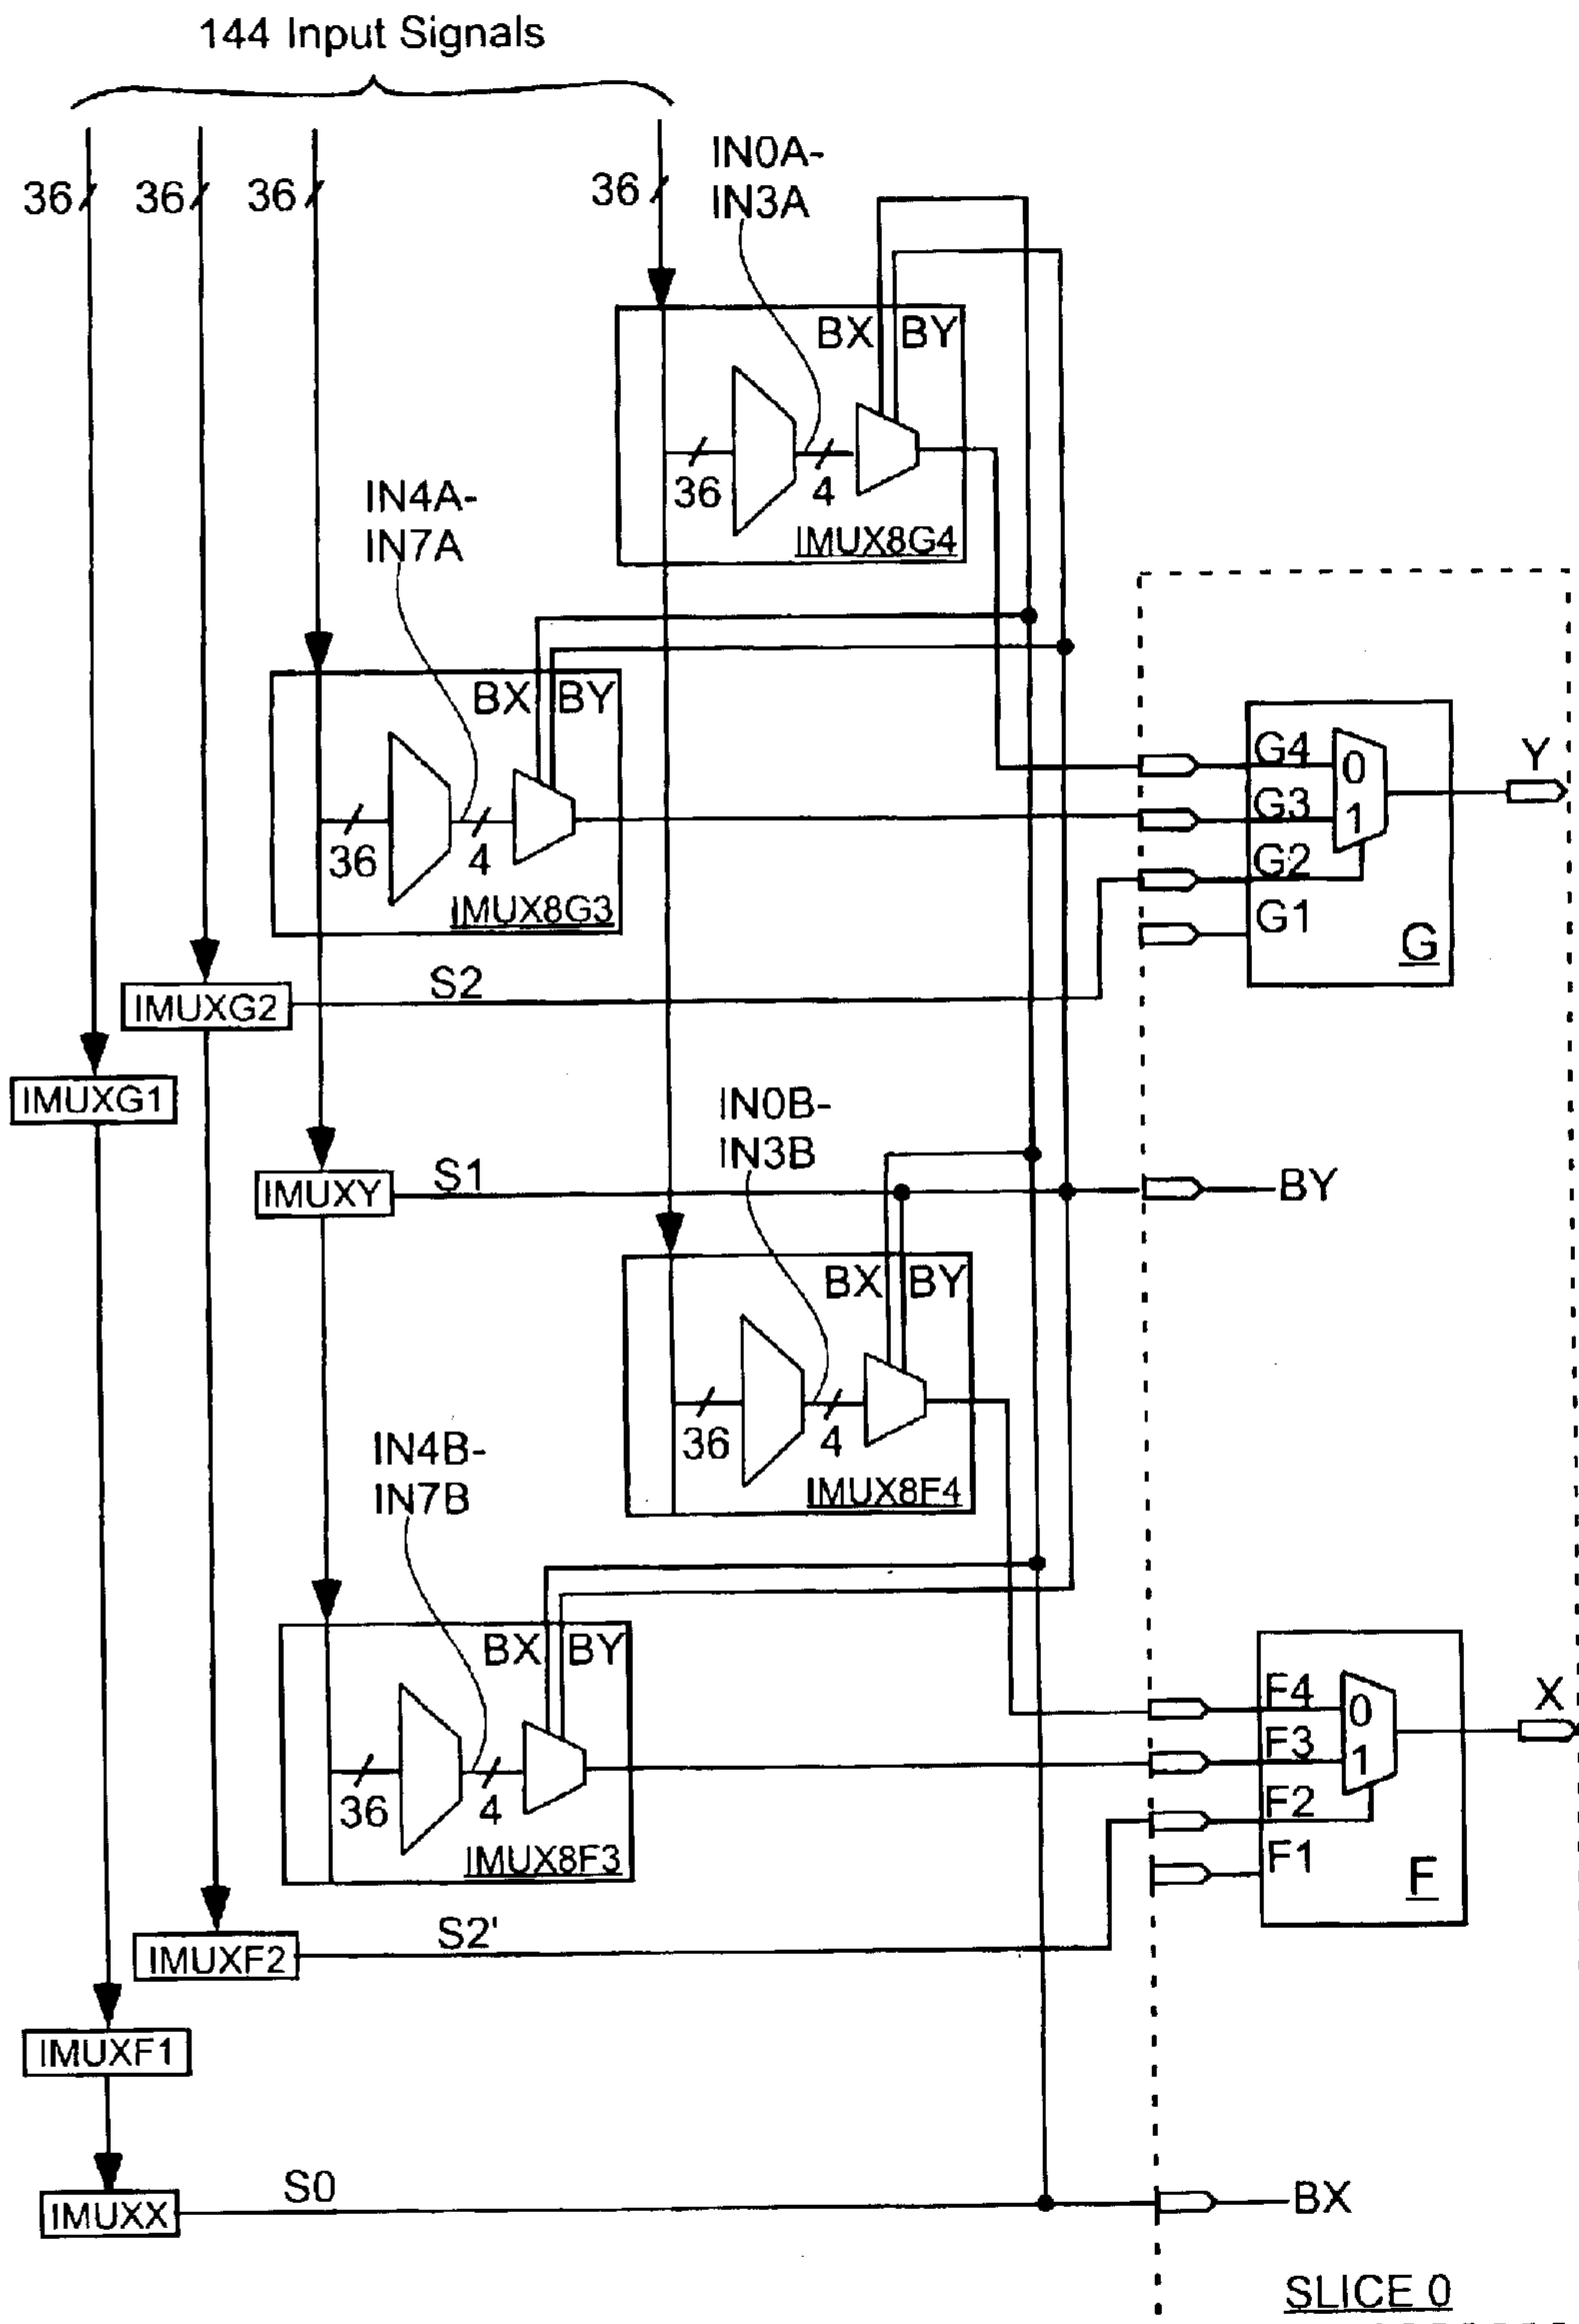 144 Input Signals
36
36
36
36
IN0A-
IN3A
BX
BY
36
4
IMUX8G4
IN4A-
IN7A
BX
BY
36
4
IMUX8G3
G4
G3
G2
G1
0
1
G
Y
S2
IMUXG2
IMUXG1
IN0B-
IN3B
IMUXY
S1
BY
BX
BY
36
4
IMUX8F4
IN4B-
IN7B
BX
BY
36
4
IMUX8F3
F4
F3
F2
F1
0
1
F
X
S2'
IMUXF2
IMUXF1
S0
IMUXX
BX
SLICE 0